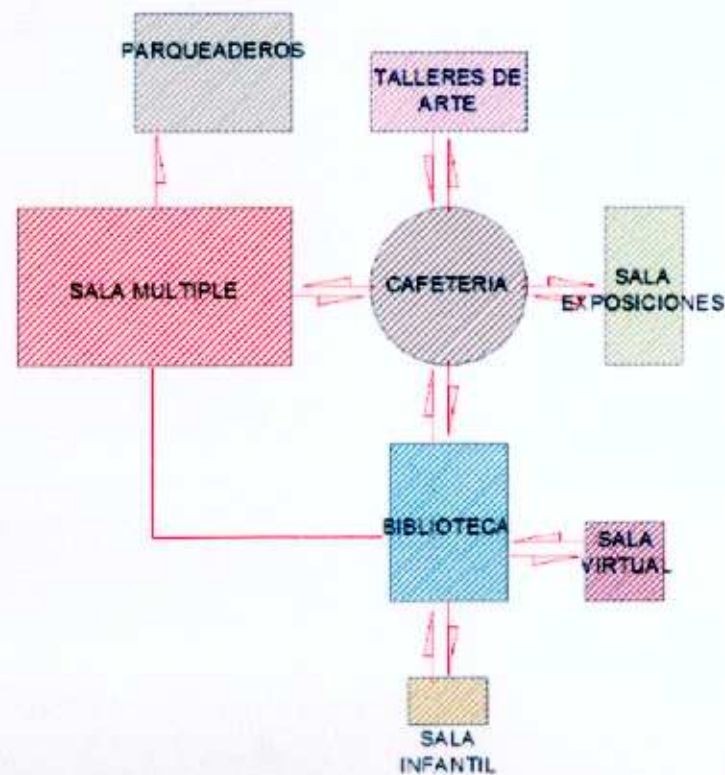 PARQUEADEROS
TALLERES DE
ARTE
SALA MULTIPLE
CAFETERIA
SALA
EXPOSICIONES
BIBLIOTECA
SALA
VIRTUAL
SALA
INFANTIL